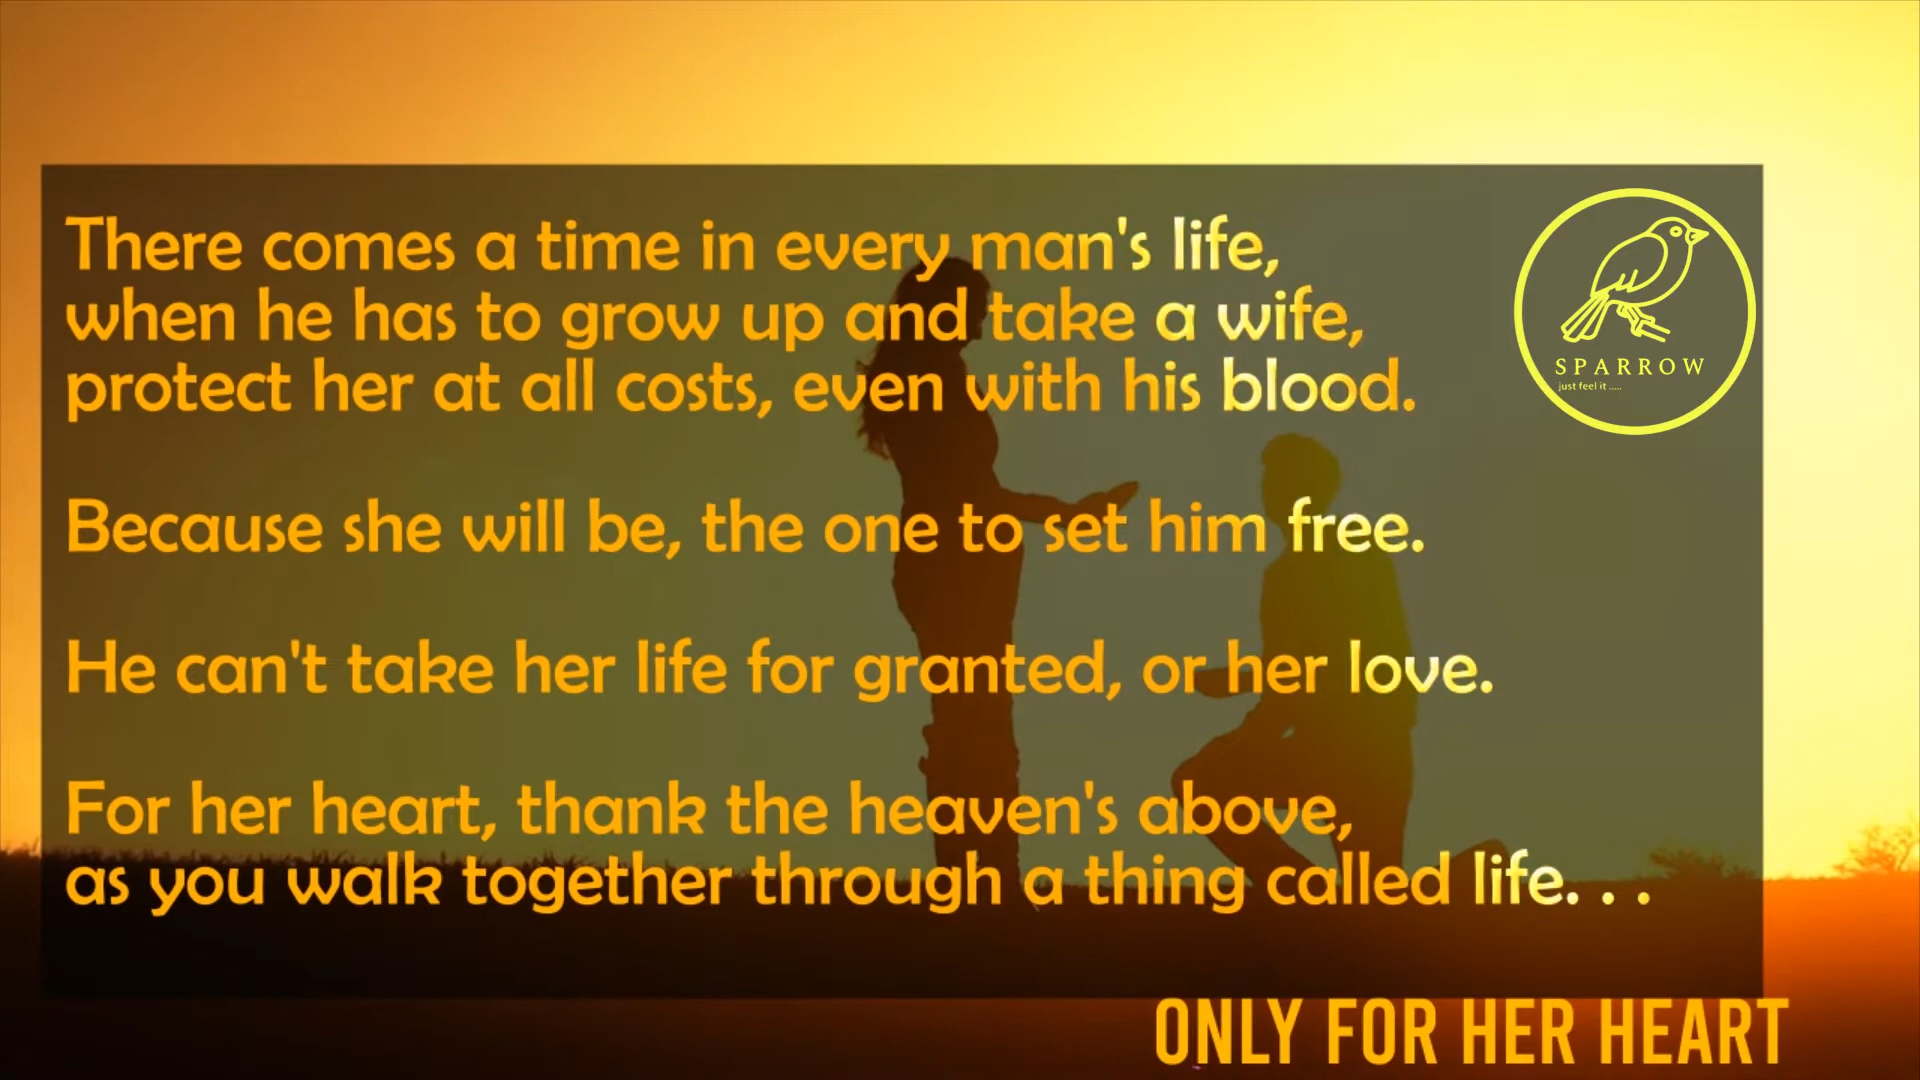 There comes a time in every man's life,
when he has to grow up and take a wife,
protect her at all costs, even with his blood.
Because she will be, the one to set him free.
He can't take her life for granted, or her love.
For her heart, thank the heaven's above,
as you walk together through a thing called life. . .
SPARROW
just feel it .....
ONLY FOR HER HEART